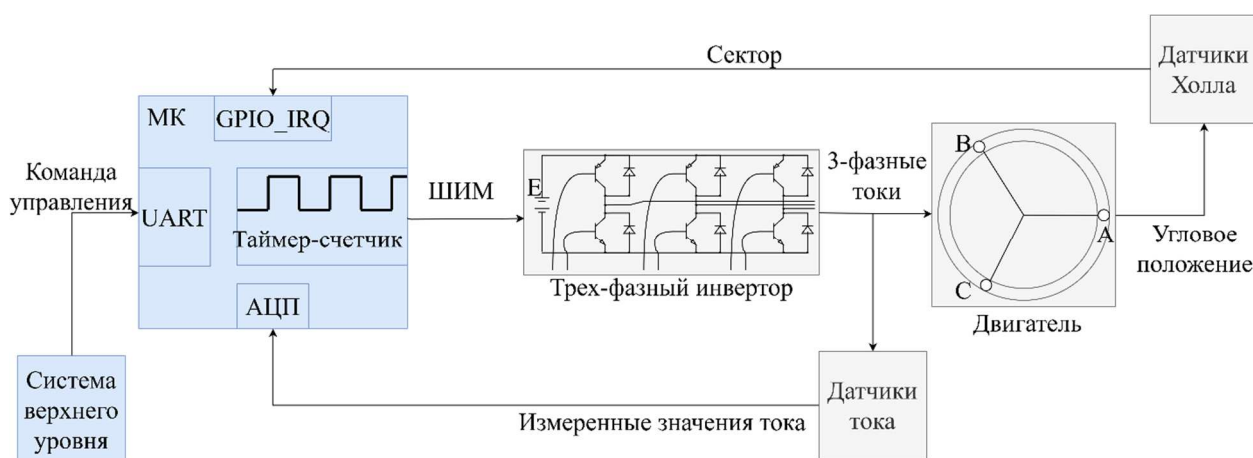 Сектор
Датчики
Холла
МК
GPIO_IRQ
Команда
управления
UART
Таймер-счетчик
ШИМ
E
Трех-фазный инвертор
3-фазные
токи
B
A
C
Двигатель
Угловое
положение
АЦП
Система
верхнего
уровня
Измеренные значения тока
Датчики
тока